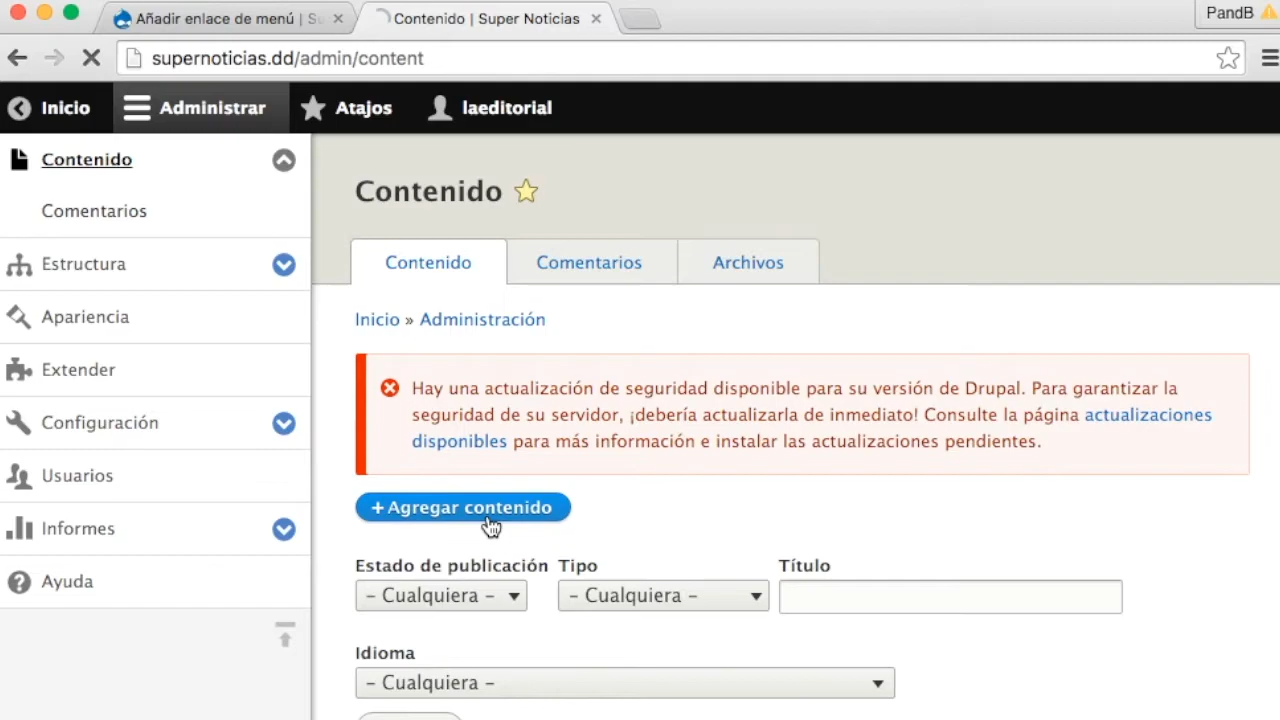 Añadir enlace de menú | Su
Contenido | Super Noticias
PandB
supernoticias.dd/admin/content
Inicio
Administrar
Atajos
laeditorial
Contenido
Comentarios
Estructura
Apariencia
Extender
Configuración
Usuarios
Informes
Ayuda
Contenido
Contenido
Comentarios
Archivos
Inicio » Administración
Hay una actualización de seguridad disponible para su versión de Drupal. Para garantizar la
seguridad de su servidor, ¡debería actualizarla de inmediato! Consulte la página actualizaciones
disponibles para más información e instalar las actualizaciones pendientes.
+ Agregar contenido
Estado de publicación
Tipo
Título
- Cualquiera -
- Cualquiera -
Idioma
- Cualquiera -